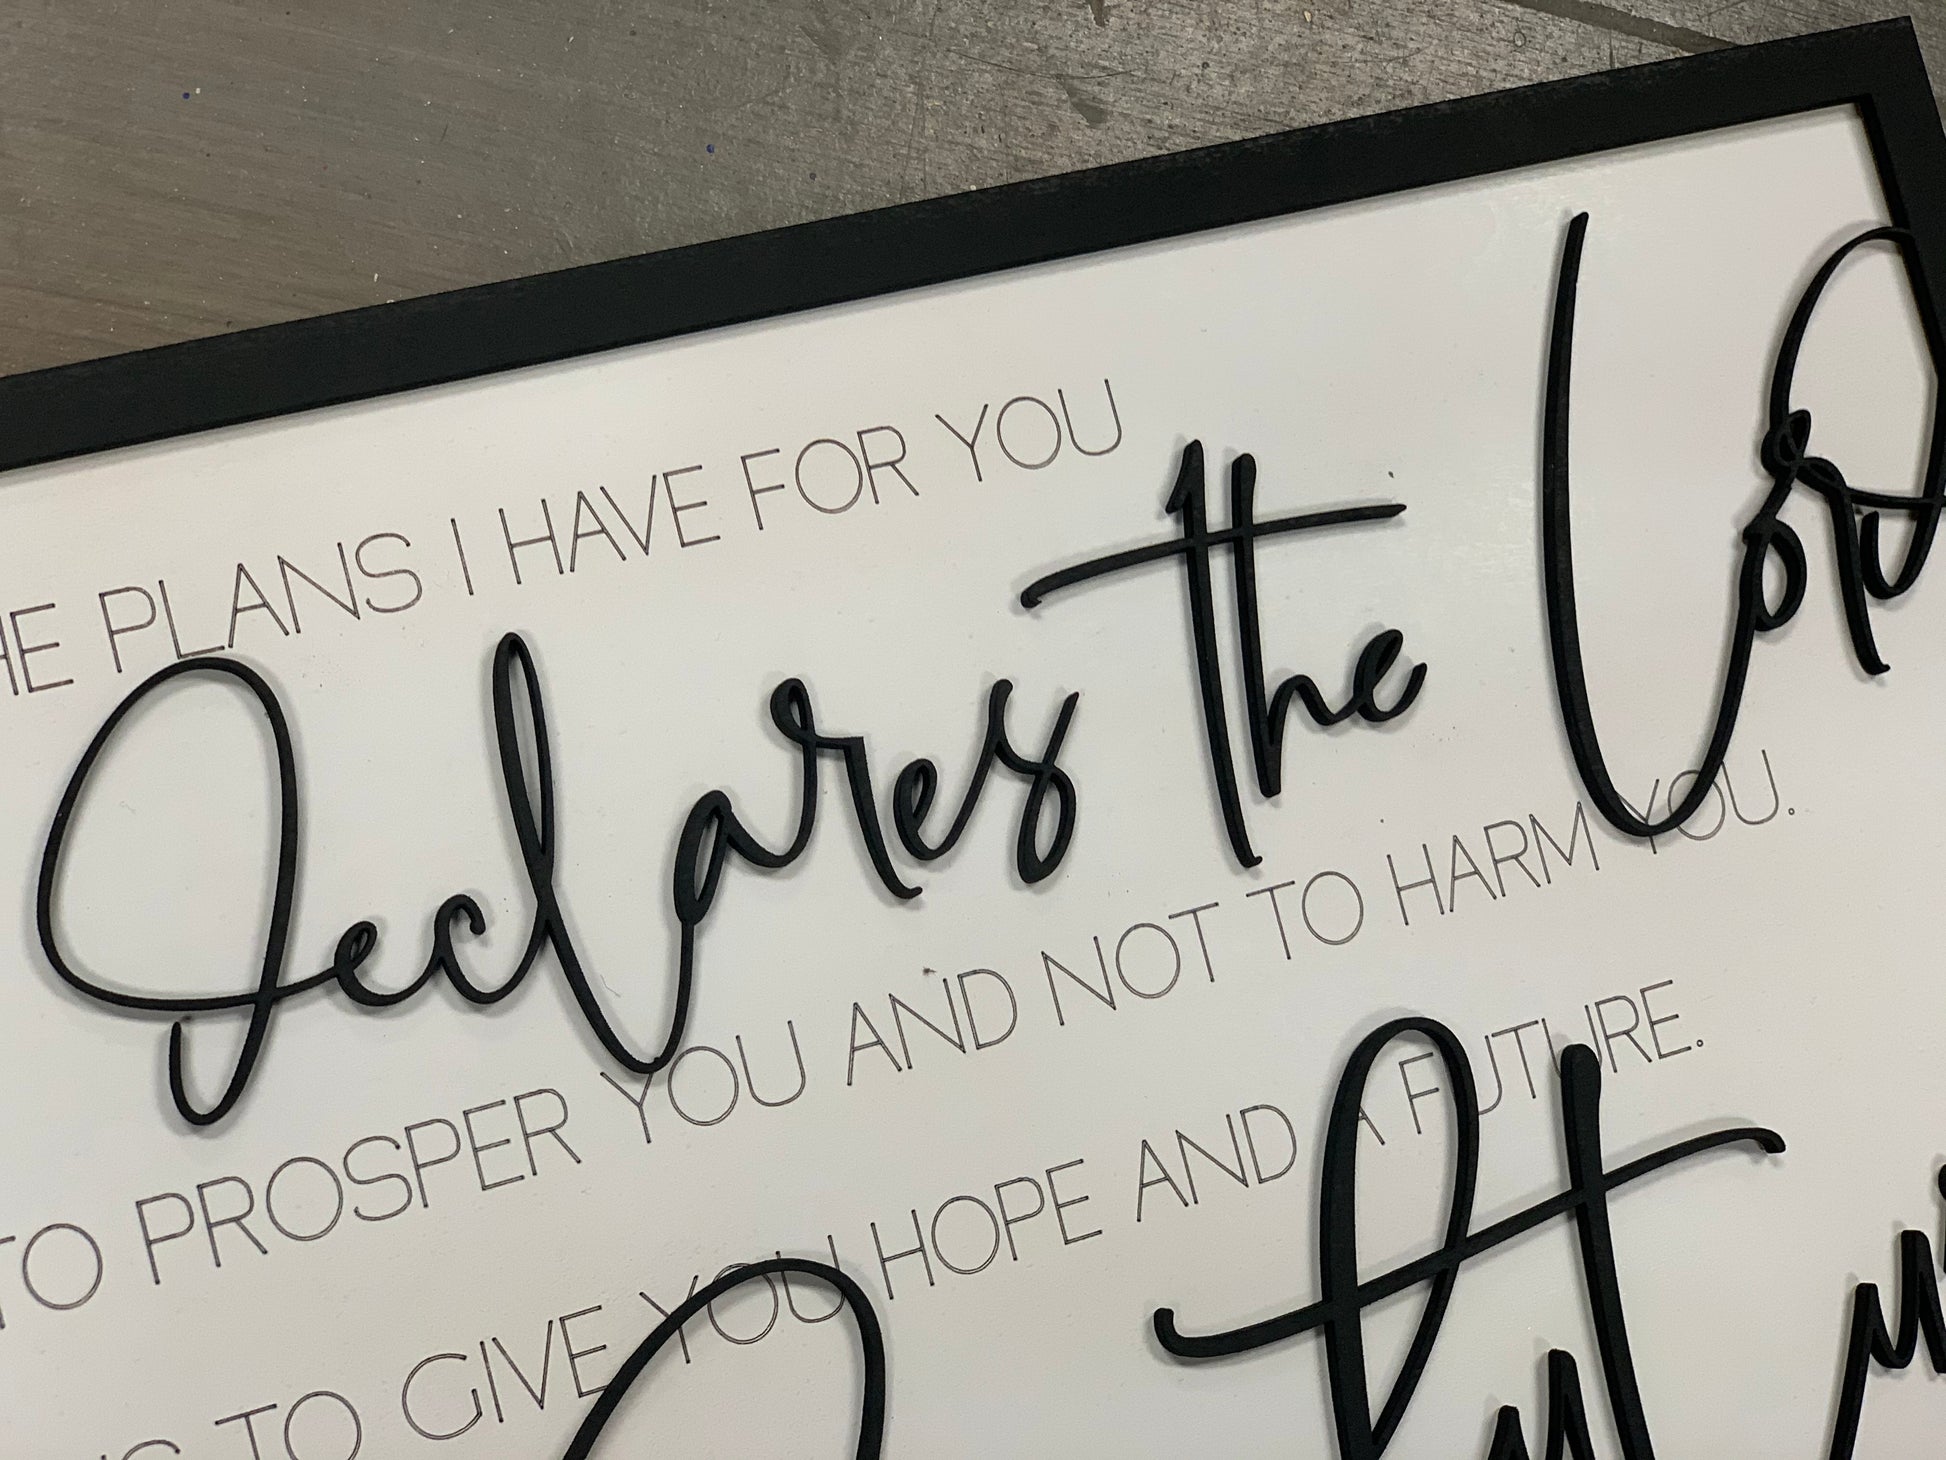 HE PLANS I HAVE FOR YOU
Declares the Lord
TO PROSPER YOU AND NOT TO HARM YOU.
TO GIVE YOU HOPE AND A FUTURE.